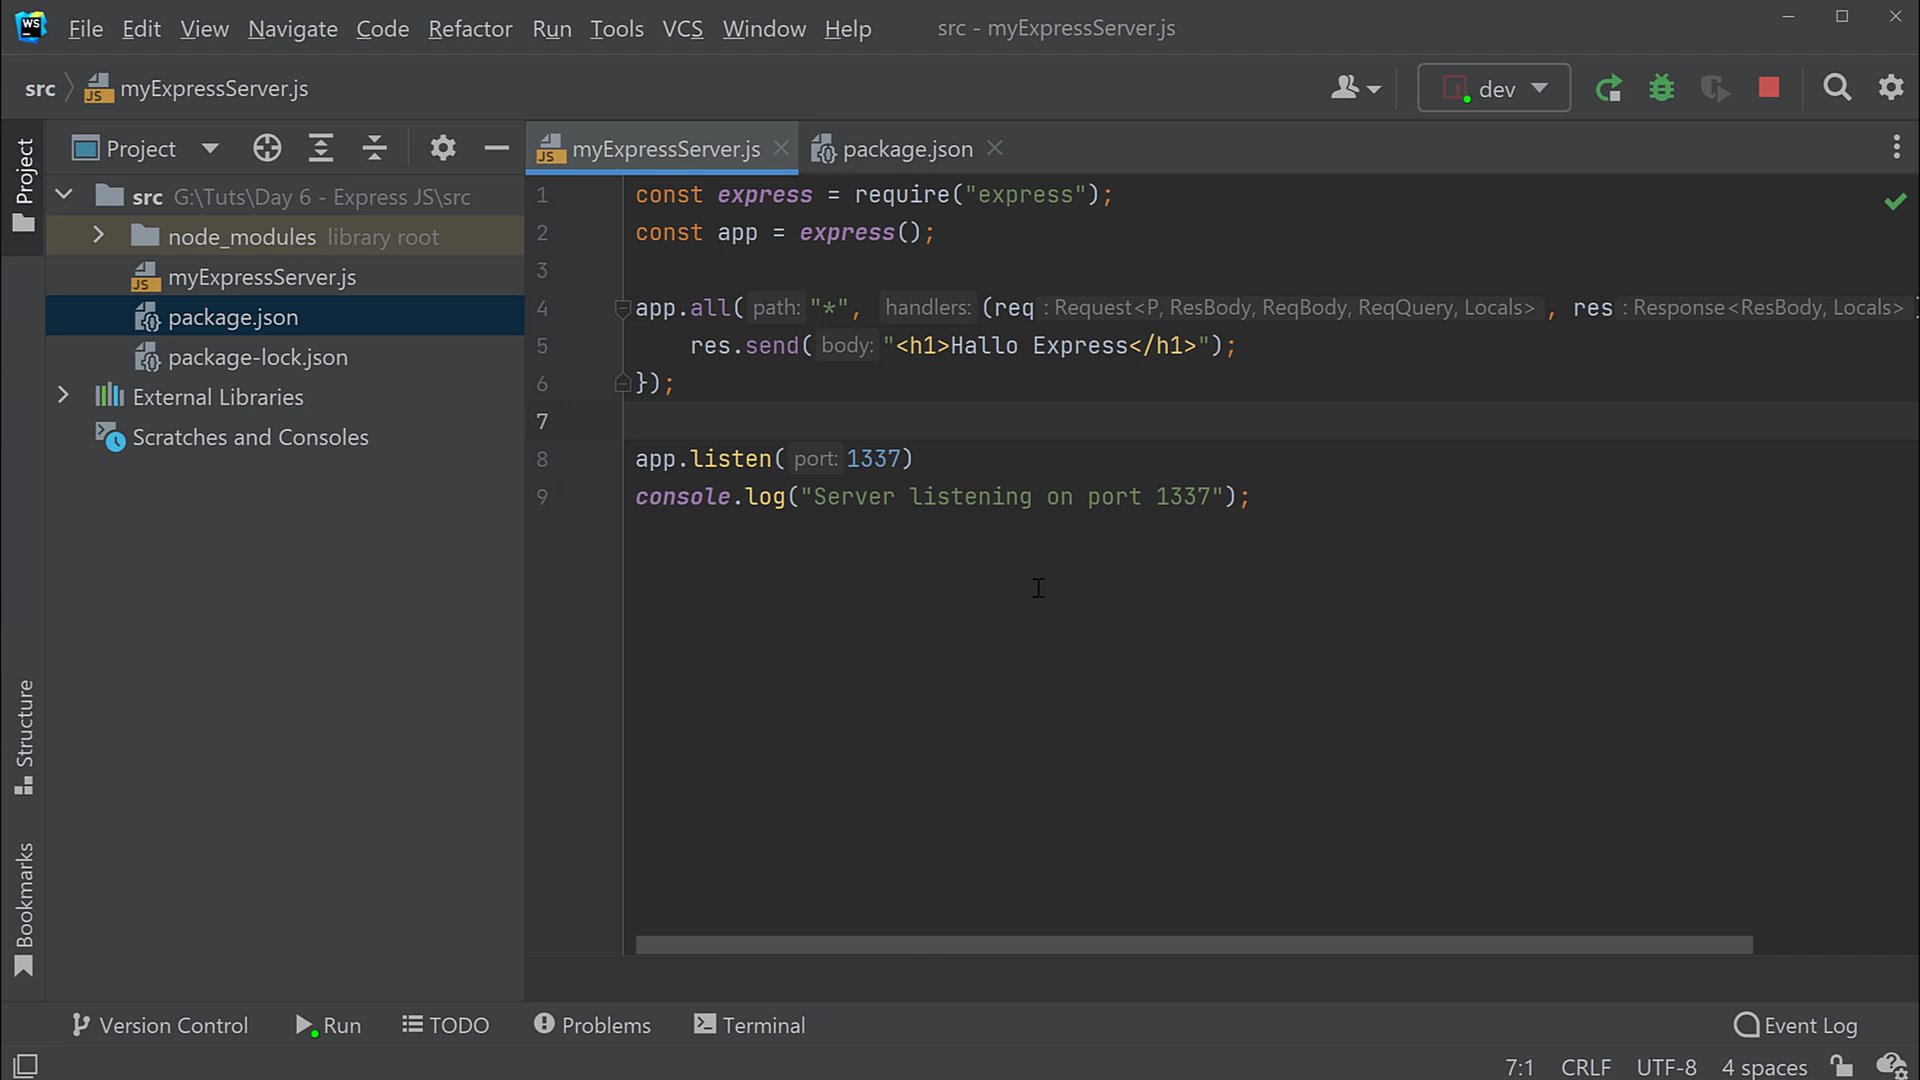 WS File Edit View Navigate Code Refactor Run Tools VCS Window Help src - myExpressServer.js
src JS myExpressServer.js dev
Project
Project
JS myExpressServer.js package.json
src G:\Tuts\Day 6 - Express JS\src
node_modules library root
JS myExpressServer.js
package.json
package-lock.json
External Libraries
Scratches and Consoles
1 const express = require("express");
2 const app = express();
3
4 app.all( path: "*", handlers: (req : Request<P, ResBody, ReqBody, ReqQuery, Locals> , res : Response<ResBody, Locals>
5 res.send( body: "<h1>Hallo Express</h1>");
6 });
7
8 app.listen( port: 1337)
9 console.log("Server listening on port 1337");
Structure
Bookmarks
Version Control Run TODO Problems Terminal Event Log
7:1 CRLF UTF-8 4 spaces